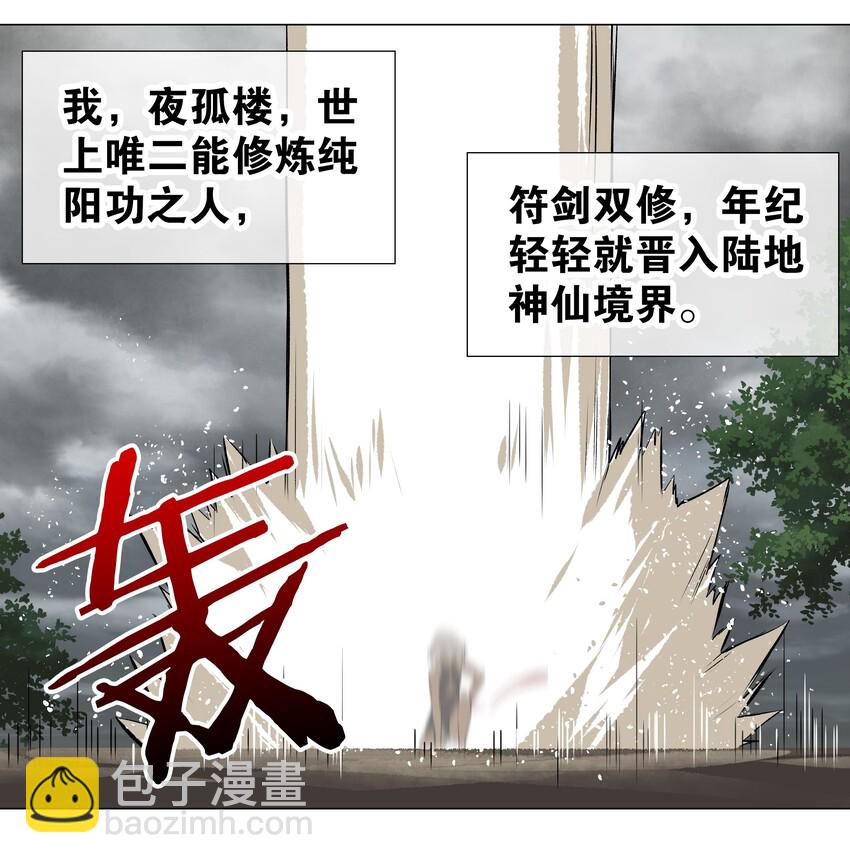 我，夜孤楼，世
上唯二能修炼纯
阳功之人，
符剑双修，年纪
轻轻就晋入陆地
神仙境界。
轰
包子漫畫
baozimh.com